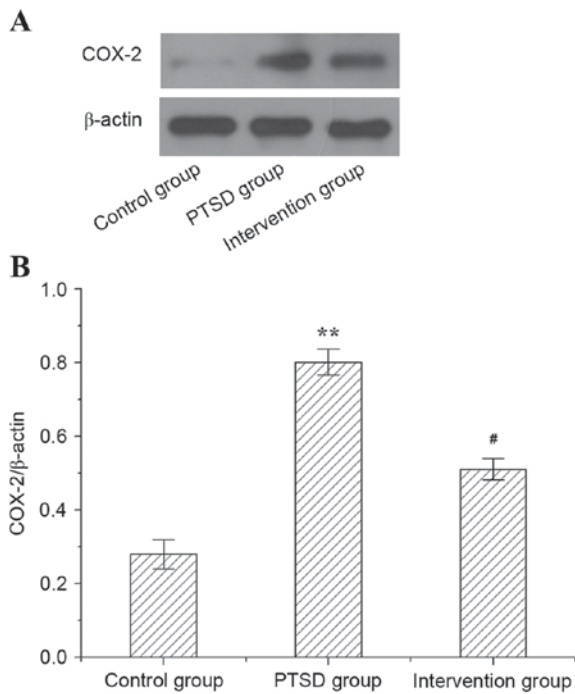 A
COX-2
β-actin
Control group
PTSD group
Intervention group
B
1.0
0.8
0.6
0.4
0.2
0.0
COX-2/β-actin
**
#
Control group
PTSD group
Intervention group